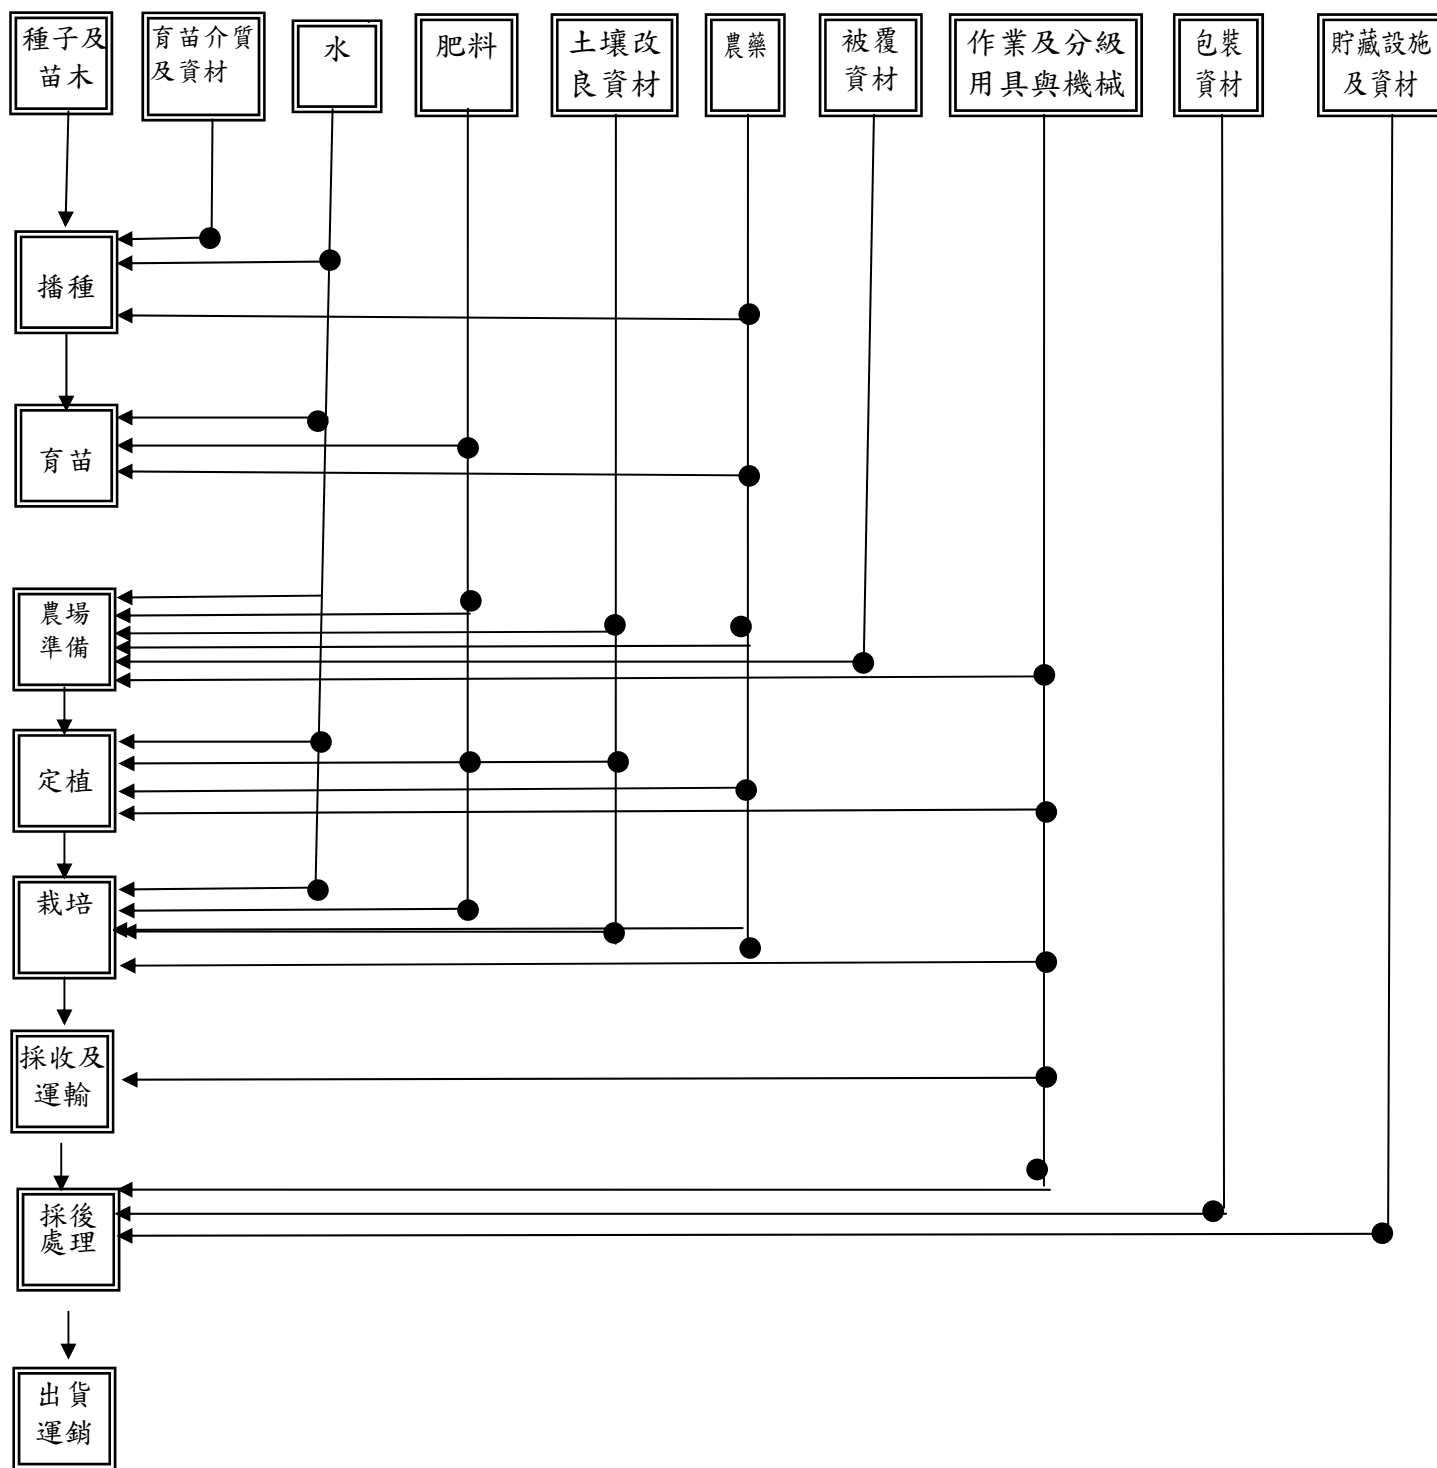 種子及
苗木
育苗介質
及資材
水
肥料
土壤改
良資材
農藥
被覆
資材
作業及分級
用具與機械
包裝
資材
貯藏設施
及資材
播種
育苗
農場
準備
定植
栽培
採收及
運輸
採後
處理
出貨
運銷